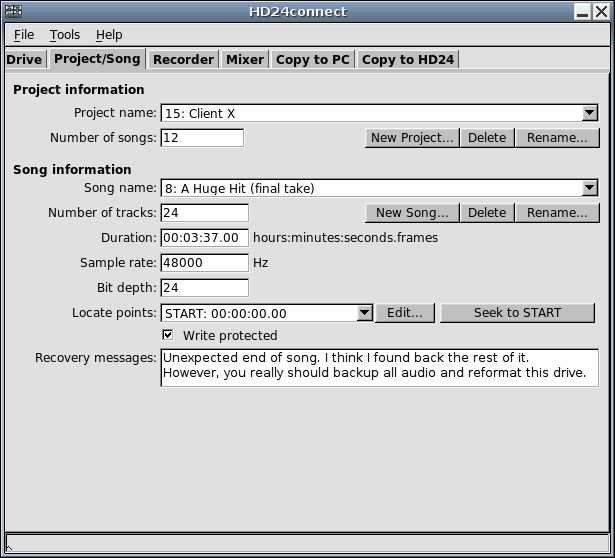 HD24connect
File Tools Help
Drive Project/Song Recorder Mixer Copy to PC Copy to HD24
Project information
Project name: 15: Client X
Number of songs: 12 New Project... Delete Rename...
Song information
Song name: 8: A Huge Hit (final take)
Number of tracks: 24 New Song... Delete Rename...
Duration: 00:03:37.00 hours:minutes:seconds.frames
Sample rate: 48000 Hz
Bit depth: 24
Locate points: START: 00:00:00.00 Edit... Seek to START
Write protected
Recovery messages: Unexpected end of song. I think I found back the rest of it.
However, you really should backup all audio and reformat this drive.